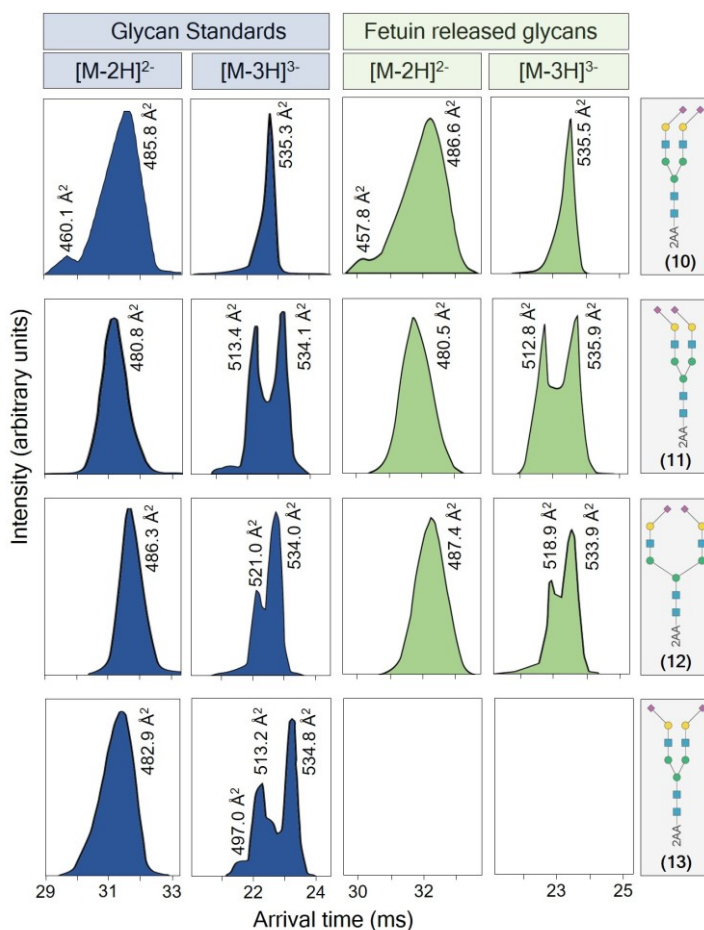 Glycan Standards
Fetuin released glycans
[M-2H]²⁻
[M-3H]³⁻
[M-2H]²⁻
[M-3H]³⁻
460.1 Å²
485.8 Å²
535.3 Å²
457.8 Å²
486.6 Å²
535.5 Å²
2AA
(10)
480.8 Å²
513.4 Å²
534.1 Å²
480.5 Å²
512.8 Å²
535.9 Å²
2AA
(11)
486.3 Å²
521.0 Å²
534.0 Å²
487.4 Å²
518.9 Å²
533.9 Å²
2AA
(12)
482.9 Å²
497.0 Å²
513.2 Å²
534.8 Å²
2AA
(13)
Intensity (arbitrary units)
29 31 33 22 24 30 32 23 25
Arrival time (ms)